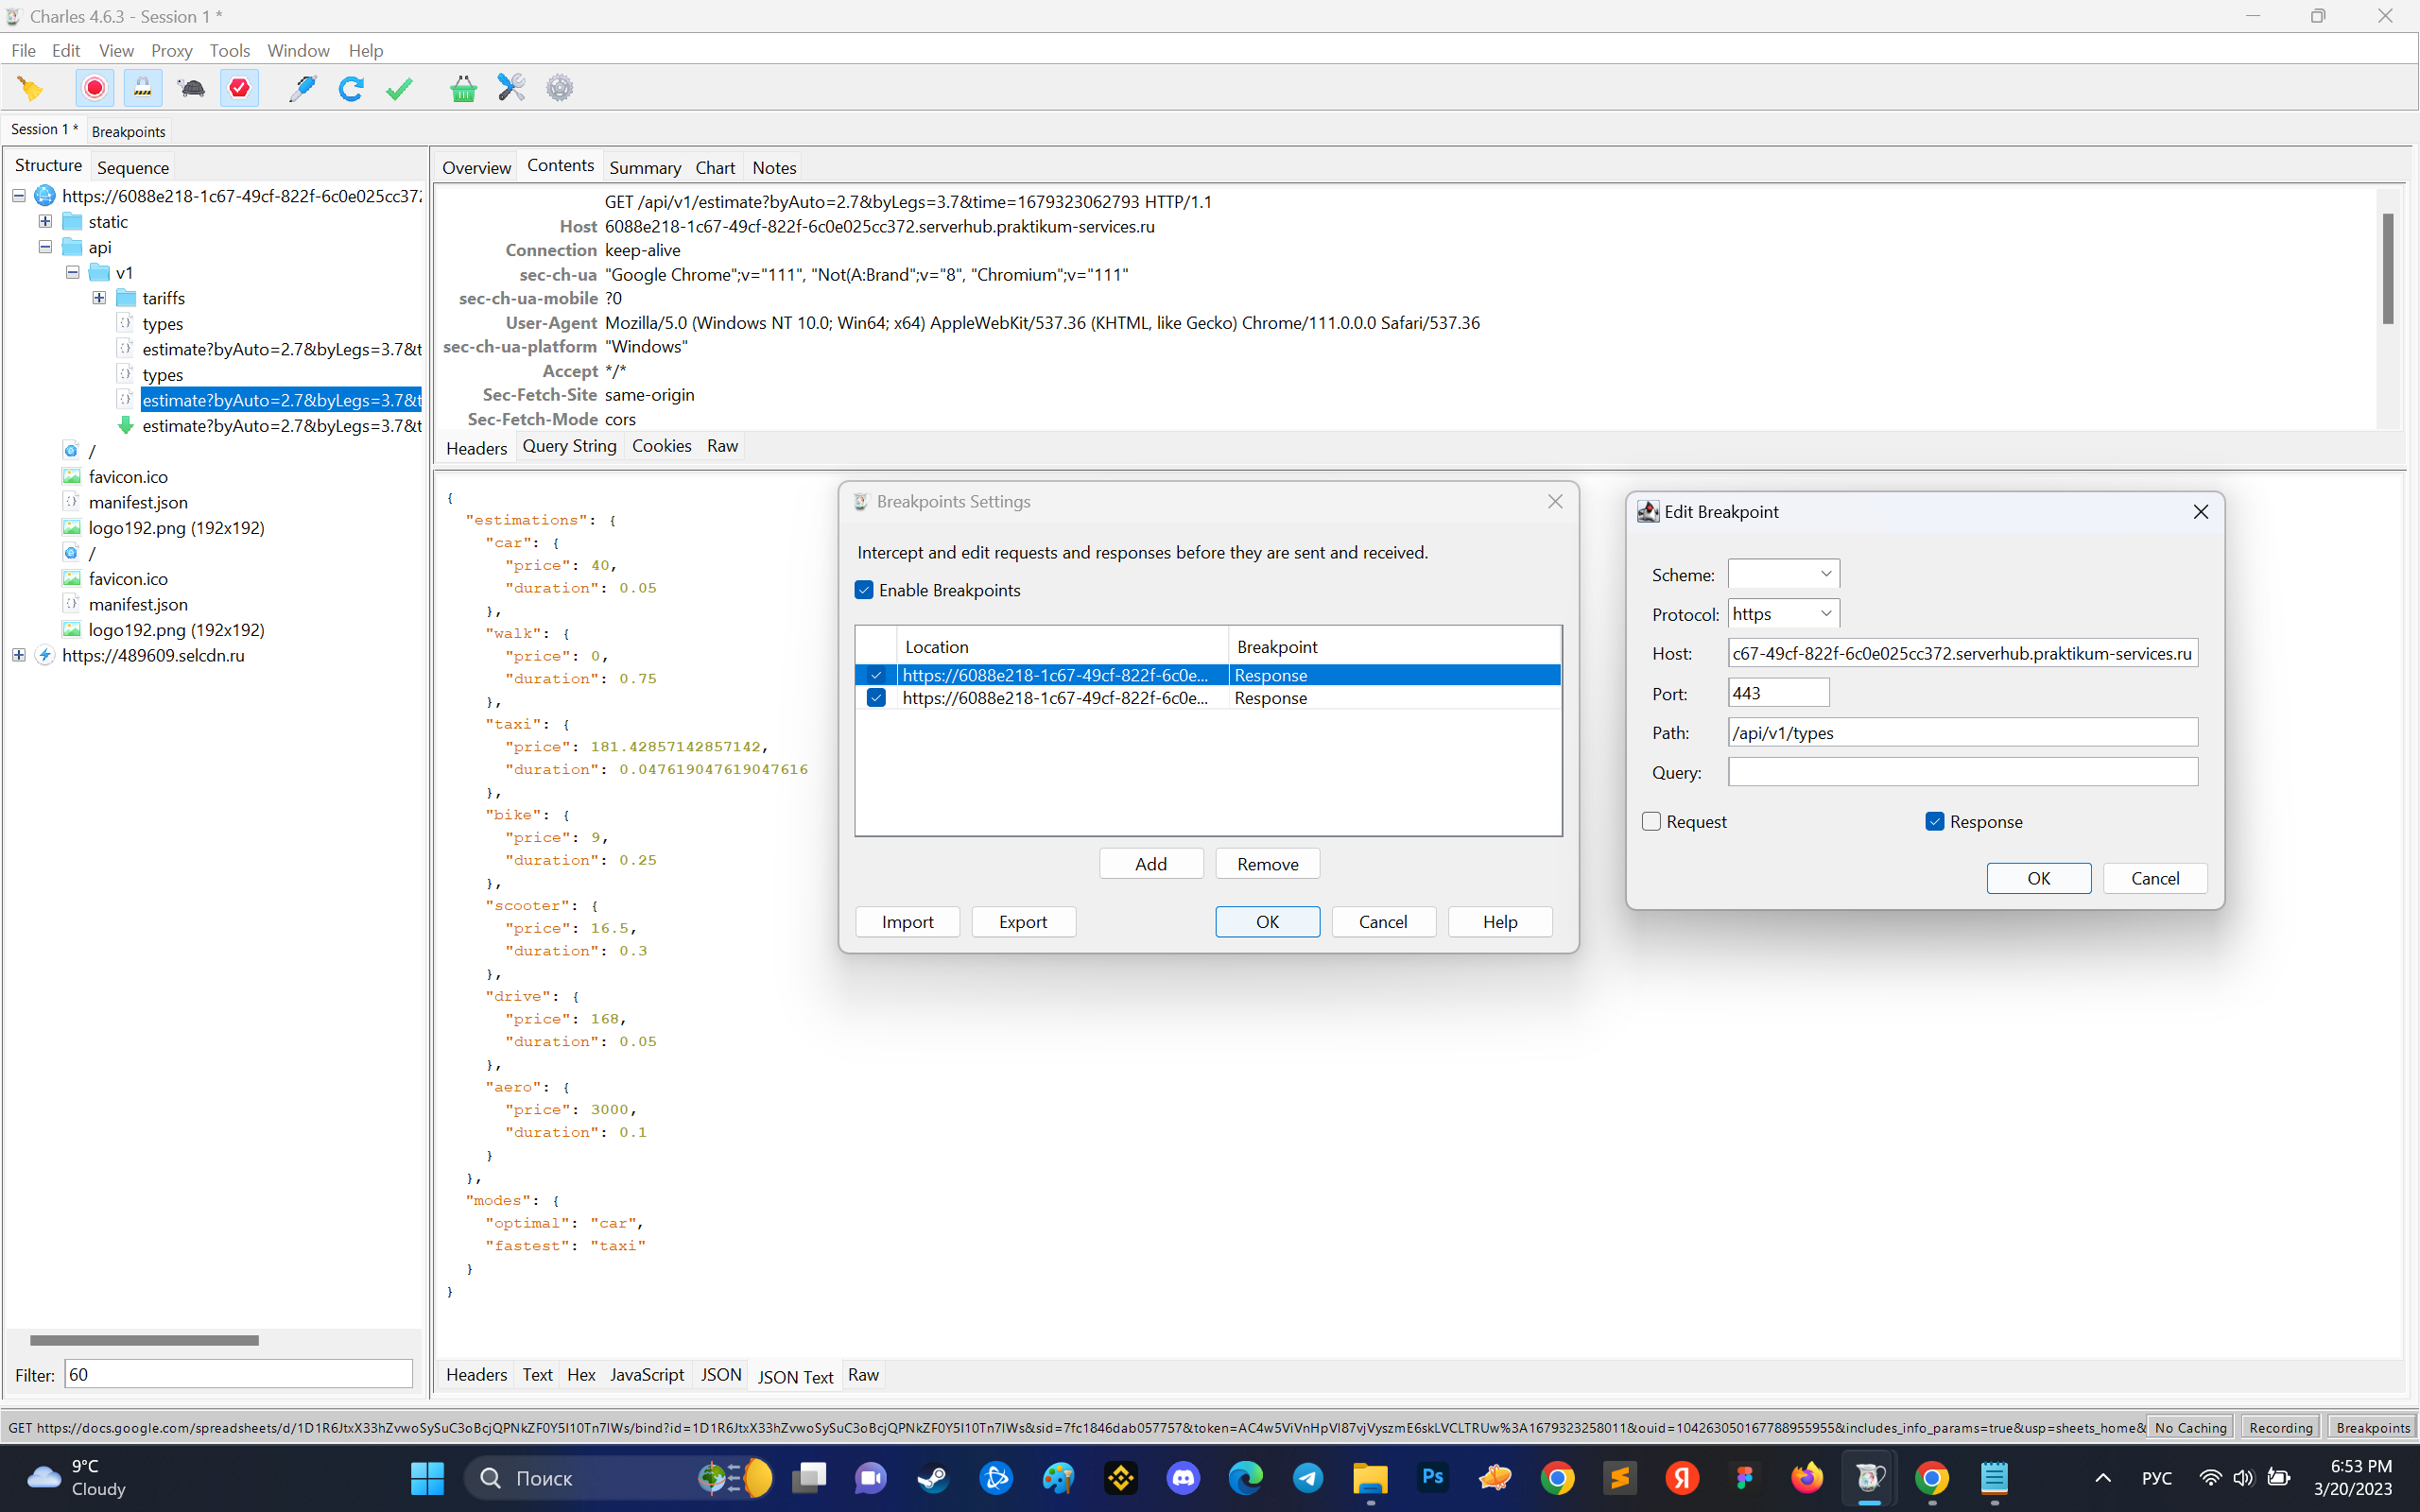 Charles 4.6.3 - Session 1 *
File Edit View Proxy Tools Window Help
Session 1 * Breakpoints
Structure Sequence
https://6088e218-1c67-49cf-822f-6c0e025cc372
static
api
v1
tariffs
types
estimate?byAuto=2.7&byLegs=3.7&t
types
estimate?byAuto=2.7&byLegs=3.7&t
estimate?byAuto=2.7&byLegs=3.7&t
/
favicon.ico
manifest.json
logo192.png (192x192)
/
favicon.ico
manifest.json
logo192.png (192x192)
https://489609.selcdn.ru
Filter: 60
Overview Contents Summary Chart Notes
GET /api/v1/estimate?byAuto=2.7&byLegs=3.7&time=1679323062793 HTTP/1.1
Host 6088e218-1c67-49cf-822f-6c0e025cc372.serverhub.praktikum-services.ru
Connection keep-alive
sec-ch-ua "Google Chrome";v="111", "Not(A:Brand";v="8", "Chromium";v="111"
sec-ch-ua-mobile ?0
User-Agent Mozilla/5.0 (Windows NT 10.0; Win64; x64) AppleWebKit/537.36 (KHTML, like Gecko) Chrome/111.0.0.0 Safari/537.36
sec-ch-ua-platform "Windows"
Accept */*
Sec-Fetch-Site same-origin
Sec-Fetch-Mode cors
Headers Query String Cookies Raw
{
"estimations": {
"car": {
"price": 40,
"duration": 0.05
},
"walk": {
"price": 0,
"duration": 0.75
},
"taxi": {
"price": 181.42857142857142,
"duration": 0.047619047619047616
},
"bike": {
"price": 9,
"duration": 0.25
},
"scooter": {
"price": 16.5,
"duration": 0.3
},
"drive": {
"price": 168,
"duration": 0.05
},
"aero": {
"price": 3000,
"duration": 0.1
}
},
"modes": {
"optimal": "car",
"fastest": "taxi"
}
}
Headers Text Hex JavaScript JSON JSON Text Raw
Breakpoints Settings
Intercept and edit requests and responses before they are sent and received.
Enable Breakpoints
Location Breakpoint
https://6088e218-1c67-49cf-822f-6c0e... Response
https://6088e218-1c67-49cf-822f-6c0e... Response
Add Remove
Import Export OK Cancel Help
Edit Breakpoint
Scheme:
Protocol: https
Host: c67-49cf-822f-6c0e025cc372.serverhub.praktikum-services.ru
Port: 443
Path: /api/v1/types
Query:
Request Response
OK Cancel
GET https://docs.google.com/spreadsheets/d/1D1R6JtxX33hZvwoSySuC3oBcjQPNkZF0Y5I10Tn7IWs/bind?id=1D1R6JtxX33hZvwoSySuC3oBcjQPNkZF0Y5I10Tn7IWs&sid=7fc1846dab057757&token=AC4w5ViVnHpVI87vjVyszmE6skLVCLTRUw%3A1679323258011&ouid=104263050167788955955&includes_info_params=true&usp=sheets_home& No Caching Recording Breakpoints
9°C
Cloudy
Поиск
Ps
Я
РУС
6:53 PM
3/20/2023